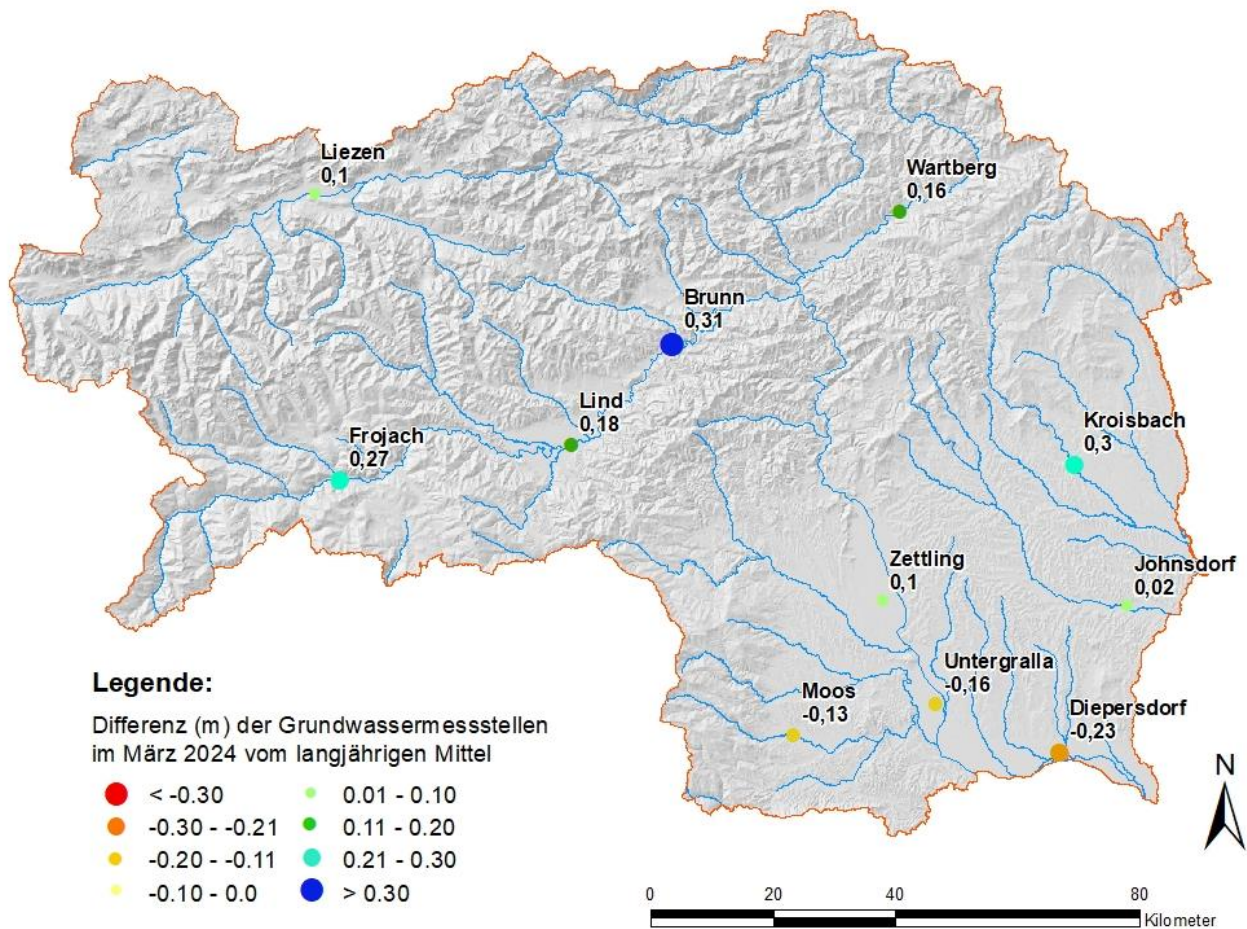 Liezen
0,1
Wartberg
0,16
Brunn
0,31
Lind
0,18
Frojach
0,27
Kroisbach
0,3
Zettling
0,1
Johnsdorf
0,02
Untergralla
-0,16
Moos
-0,13
Diepersdorf
-0,23
Legende:
Differenz (m) der Grundwassermessstellen
im März 2024 vom langjährigen Mittel
< -0.30
-0.30 - -0.21
-0.20 - -0.11
-0.10 - 0.0
0.01 - 0.10
0.11 - 0.20
0.21 - 0.30
> 0.30
N
0 20 40 80
Kilometer